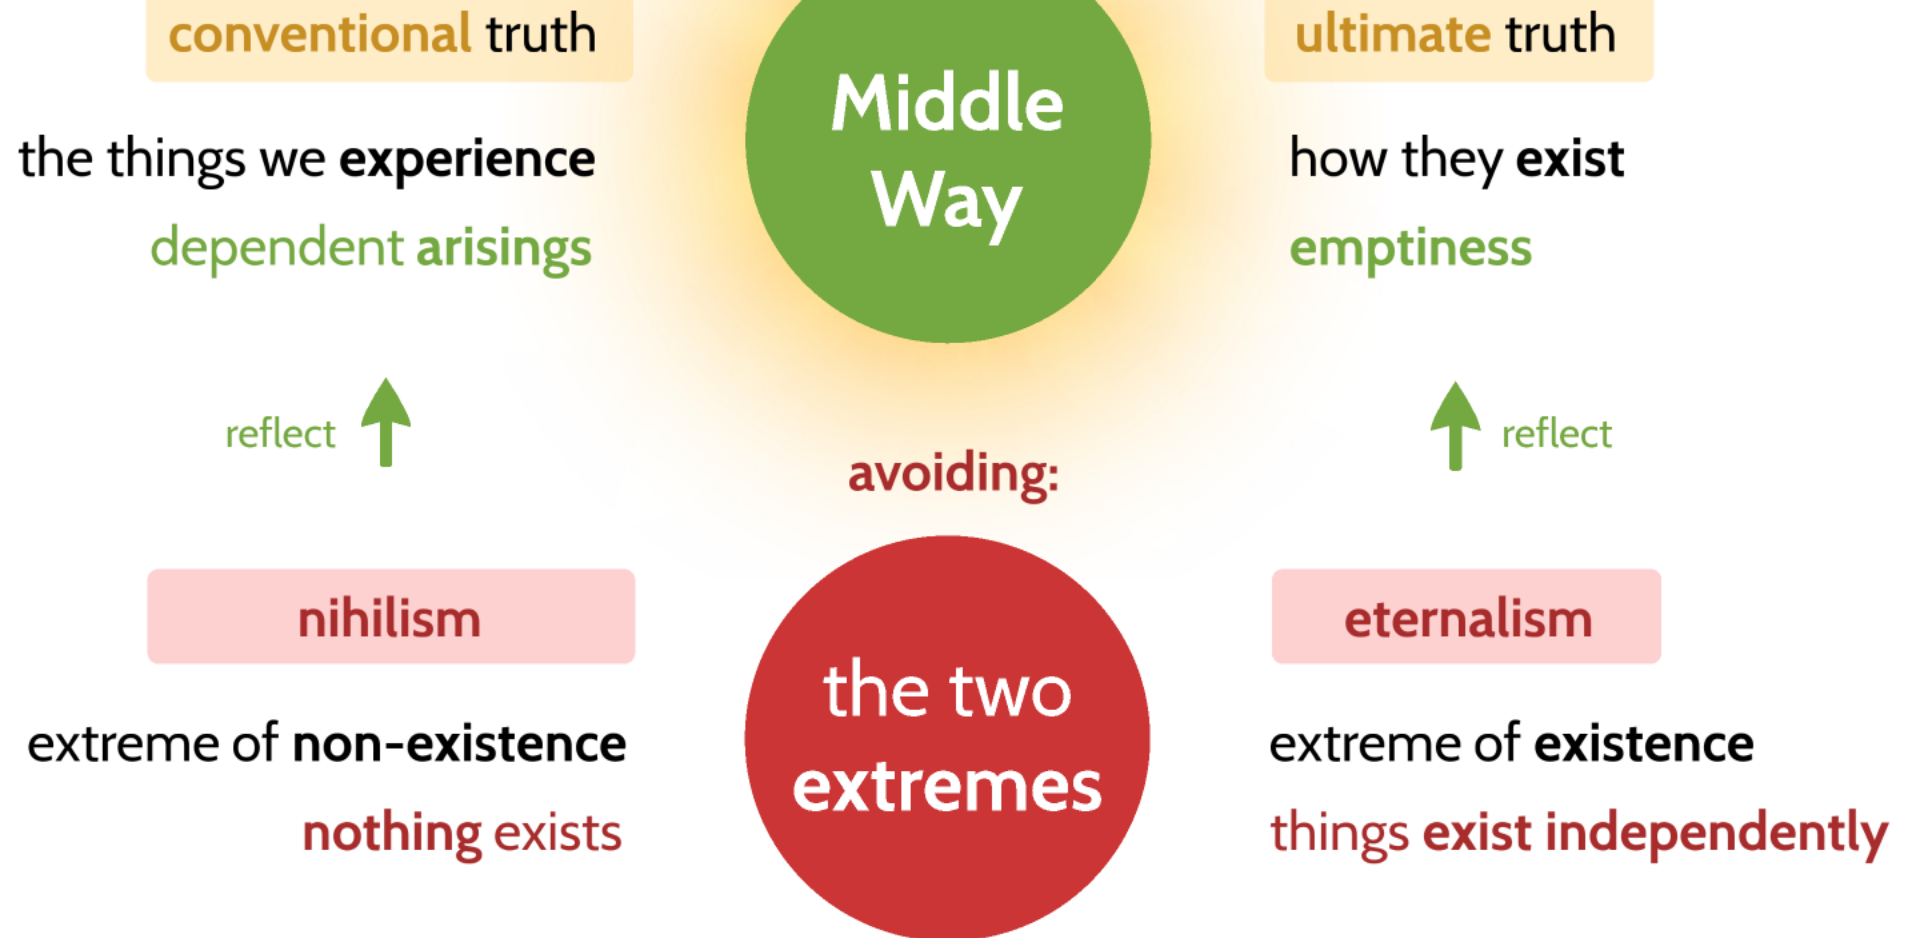 conventional truth
the things we experience
dependent arisings
reflect
Middle
Way
ultimate truth
how they exist
emptiness
reflect
avoiding:
nihilism
extreme of non-existence
nothing exists
the two
extremes
eternalism
extreme of existence
things exist independently